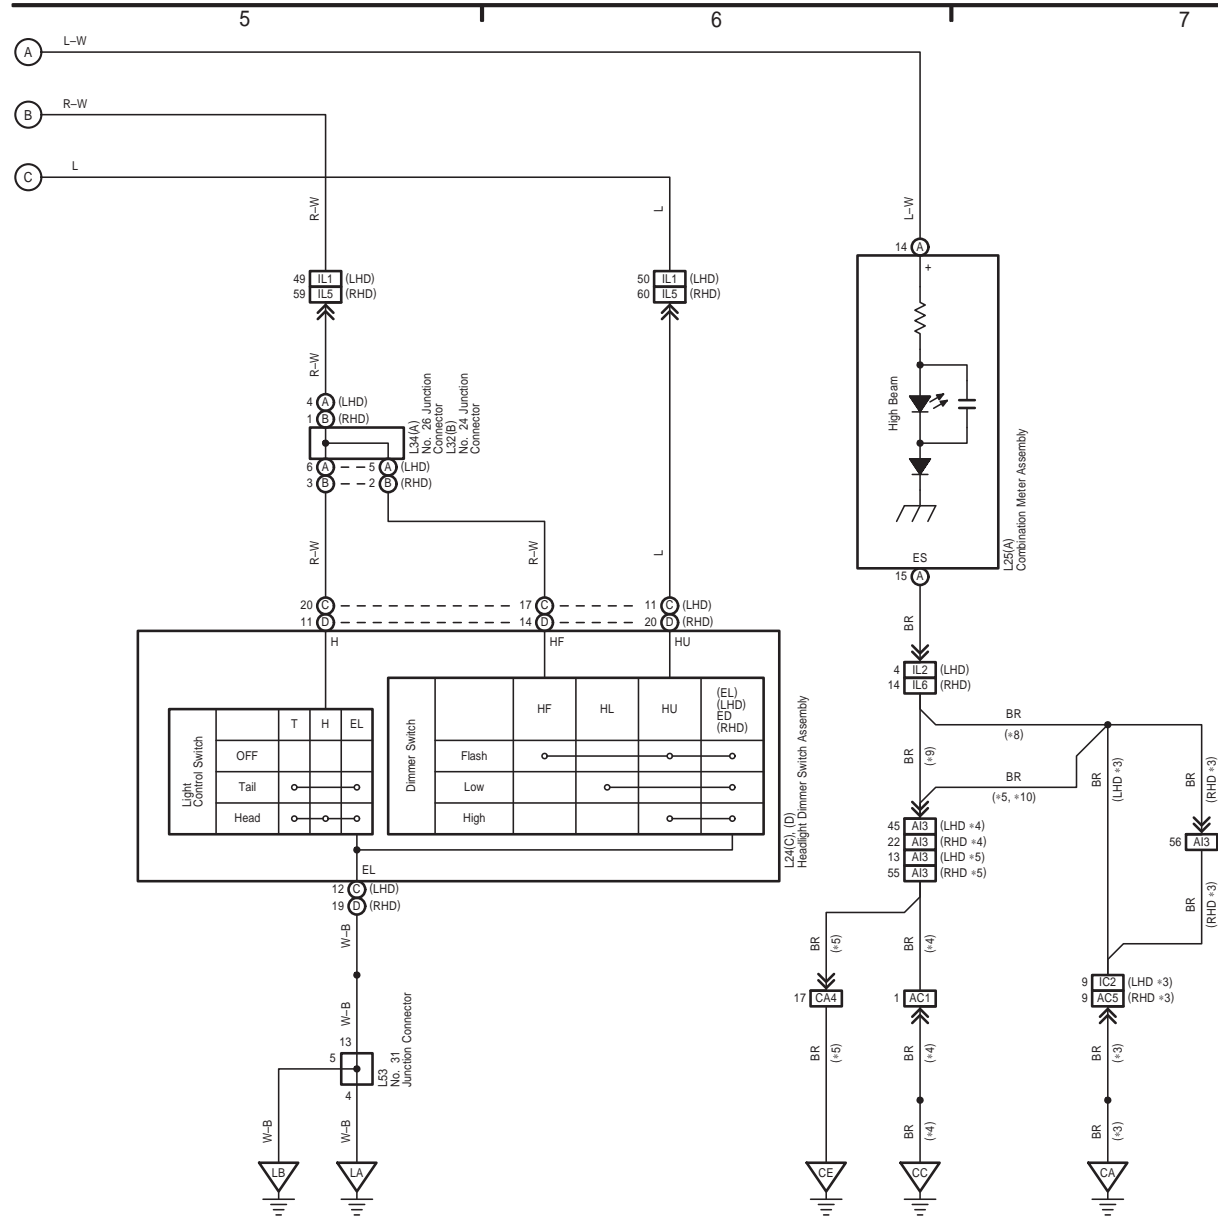 5
6
7
A
L–W
B
R–W
C
L
R–W
L
L–W
14 A
+
49 IL1 (LHD)
59 IL5 (RHD)
50 IL1 (LHD)
60 IL5 (RHD)
R–W
4 A (LHD)
1 B (RHD)
L34(A)
No. 26 Junction
Connector
L32(B)
No. 24 Junction
Connector
6 A 5 A (LHD)
3 B 2 B (RHD)
High Beam
L25(A)
Combination Meter Assembly
ES
15 A
R–W
R–W
L
20 C 17 C 11 C (LHD)
11 D 14 D 20 D (RHD)
H
HF
HU
BR
4 IL2 (LHD)
14 IL6 (RHD)
Light
Control Switch
T H EL
OFF
Tail
Head
Dimmer Switch
HF HL HU
(EL)
(LHD)
ED
(RHD)
Flash
Low
High
L24(C), (D)
Headlight Dimmer Switch Assembly
EL
12 C (LHD)
19 D (RHD)
BR
(*8)
BR
(*9)
BR
(*5, *10)
BR
(LHD *3)
BR
(RHD *3)
45 AI3 (LHD *4)
22 AI3 (RHD *4)
13 AI3 (LHD *5)
55 AI3 (RHD *5)
56 AI3
BR
(RHD *3)
W–B
BR
(*5)
BR
(*4)
17 CA4
1 AC1
9 IC2 (LHD *3)
9 AC5 (RHD *3)
W–B
13
5
4
L53
No. 31
Junction Connector
BR
(*5)
BR
(*4)
BR
(*3)
W–B
W–B
BR
(*4)
BR
(*3)
LB
LA
CE
CC
CA